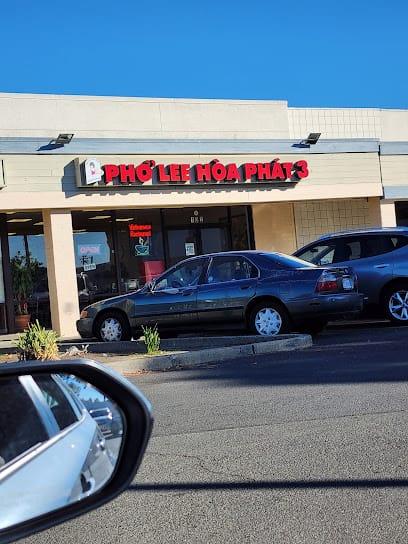 PHỞ LEE HÒA PHÁT 3
OPEN
Vietnamese
Restaurant